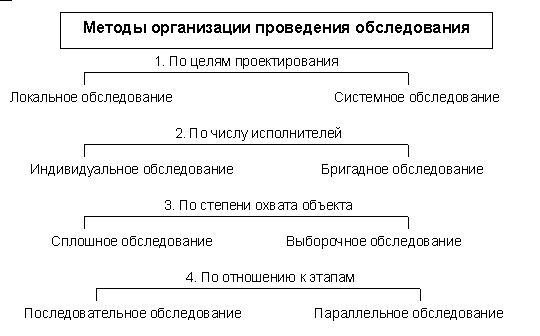 Методы организации проведения обследования
1. По целям проектирования
Локальное обследование Системное обследование
2. По числу исполнителей
Индивидуальное обследование Бригадное обследование
3. По степени охвата объекта
Сплошное обследование Выборочное обследование
4. По отношению к этапам
Последовательное обследование Параллельное обследование